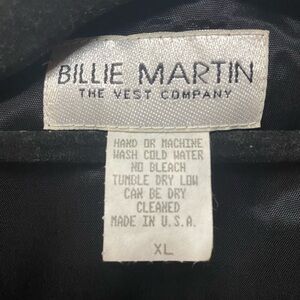 BILLIE MARTIN
THE VEST COMPANY
HAND OR MACHINE
WASH COLD WATER
NO BLEACH
TUMBLE DRY LOW
CAN BE DRY
CLEANED
MADE IN U.S.A.
XL